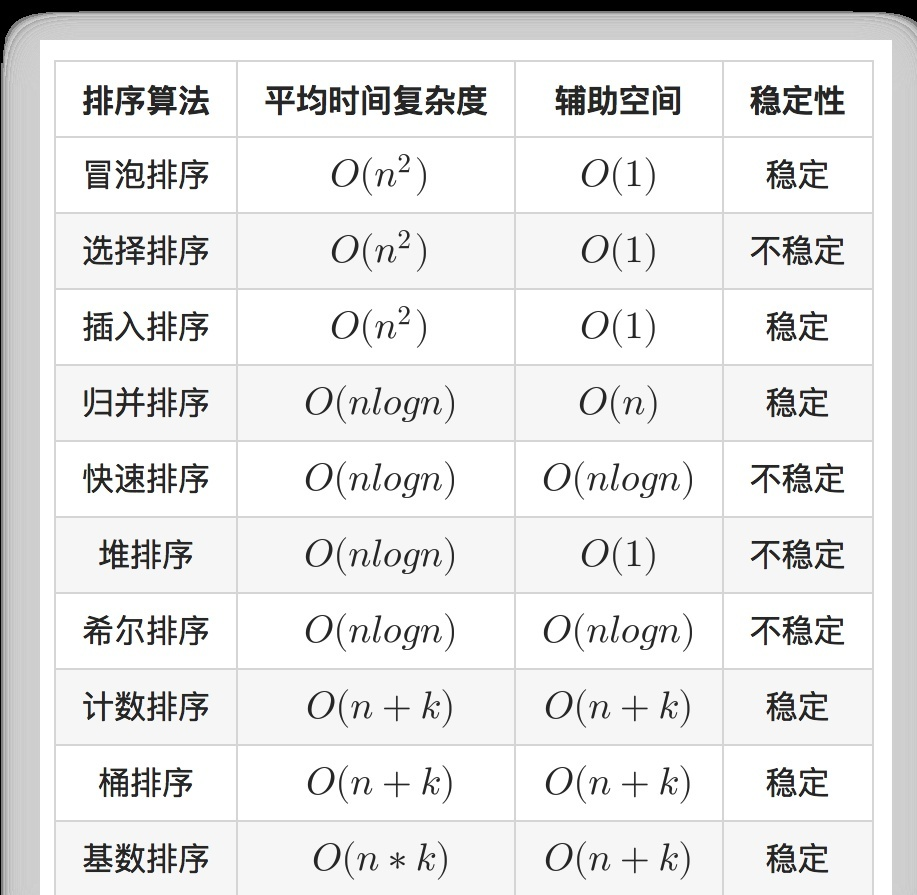 排序算法 平均时间复杂度 辅助空间 稳定性
冒泡排序 O(n²) O(1) 稳定
选择排序 O(n²) O(1) 不稳定
插入排序 O(n²) O(1) 稳定
归并排序 O(nlogn) O(n) 稳定
快速排序 O(nlogn) O(nlogn) 不稳定
堆排序 O(nlogn) O(1) 不稳定
希尔排序 O(nlogn) O(nlogn) 不稳定
计数排序 O(n + k) O(n + k) 稳定
桶排序 O(n + k) O(n + k) 稳定
基数排序 O(n * k) O(n + k) 稳定